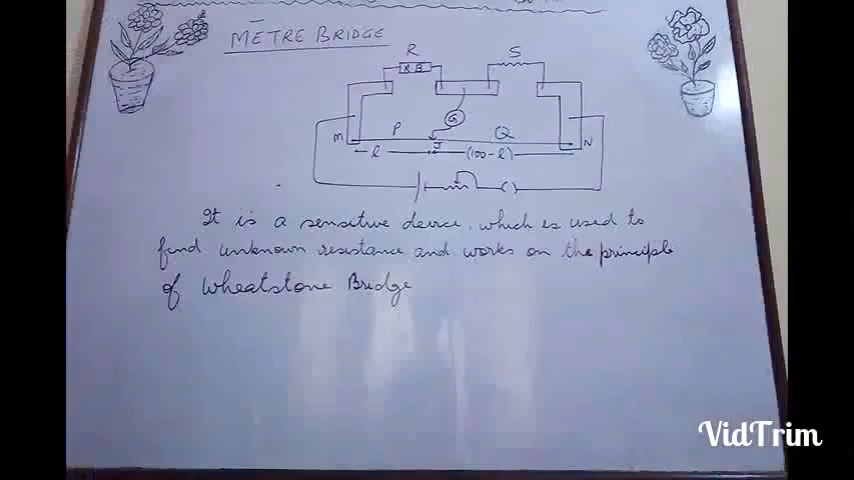 METRE BRIDGE
R
S
R B
G
P
Q
M
J
N
l
(100-l)
It is a sensitive device, which is used to
find unknown resistance and works on the principle
of Wheatstone Bridge
VidTrim